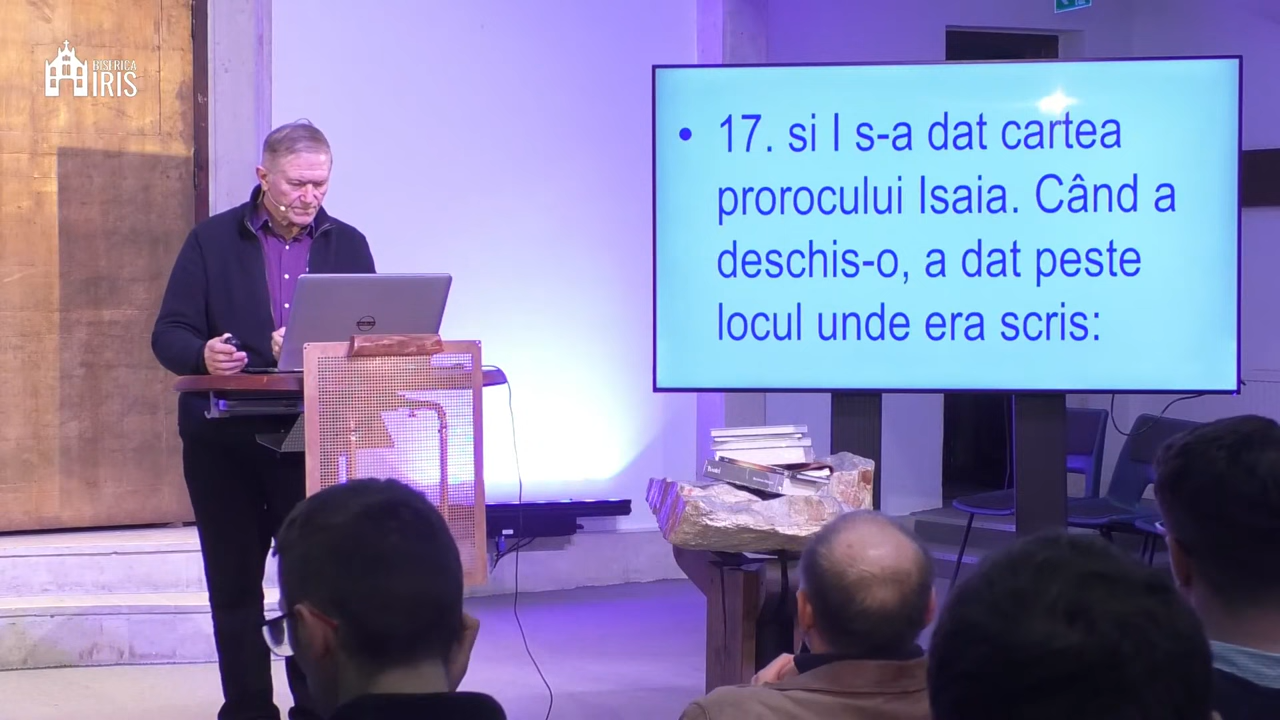 BISERICA
IRIS
• 17. si I s-a dat cartea
prorocului Isaia. Când a
deschis-o, a dat peste
locul unde era scris: